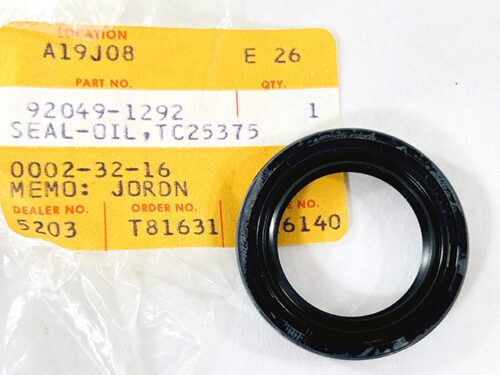 LOCATION
A19J08 E 26
PART NO. QTY.
92049-1292 1
SEAL-OIL,TC25375
0002-32-16
MEMO: JORDN
DEALER NO. ORDER NO. NO.
5203 T81631 6140